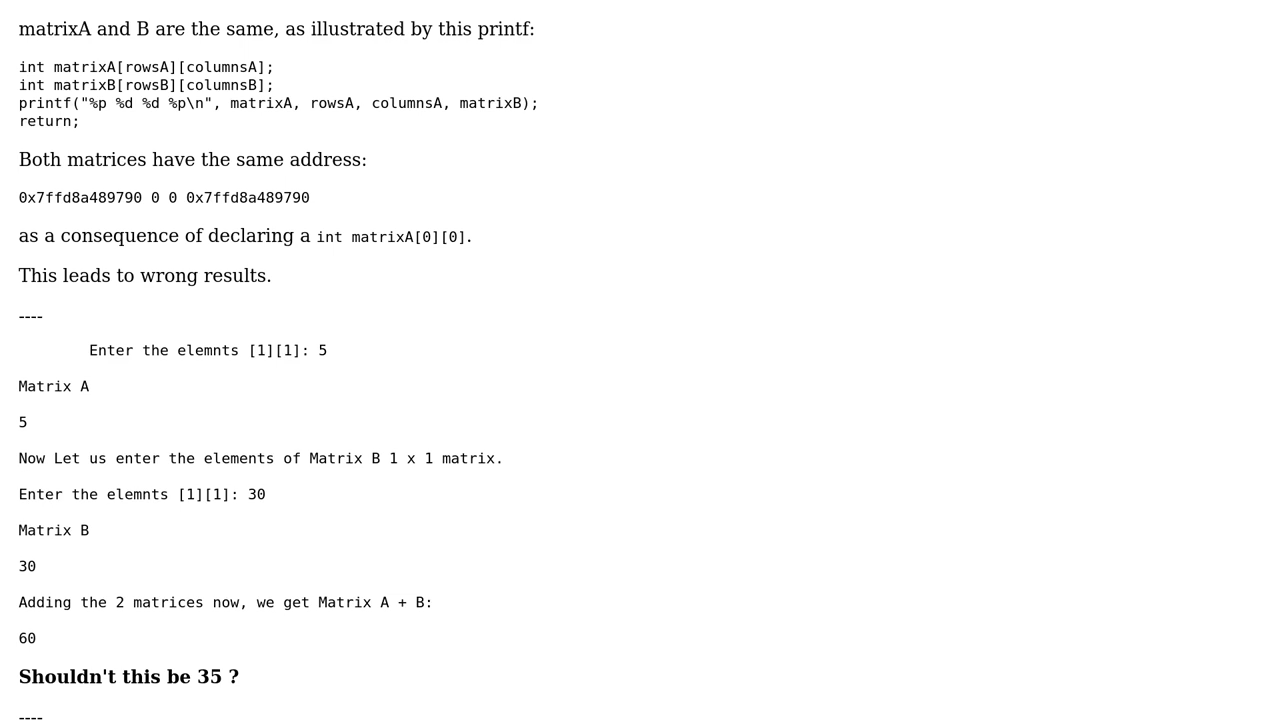 matrixA and B are the same, as illustrated by this printf:
int matrixA[rowsA][columnsA];
int matrixB[rowsB][columnsB];
printf("%p %d %d %p\n", matrixA, rowsA, columnsA, matrixB);
return;
Both matrices have the same address:
0x7ffd8a489790 0 0 0x7ffd8a489790
as a consequence of declaring a int matrixA[0][0].
This leads to wrong results.
----
Enter the elemnts [1][1]: 5
Matrix A
5
Now Let us enter the elements of Matrix B 1 x 1 matrix.
Enter the elemnts [1][1]: 30
Matrix B
30
Adding the 2 matrices now, we get Matrix A + B:
60
Shouldn't this be 35 ?
----